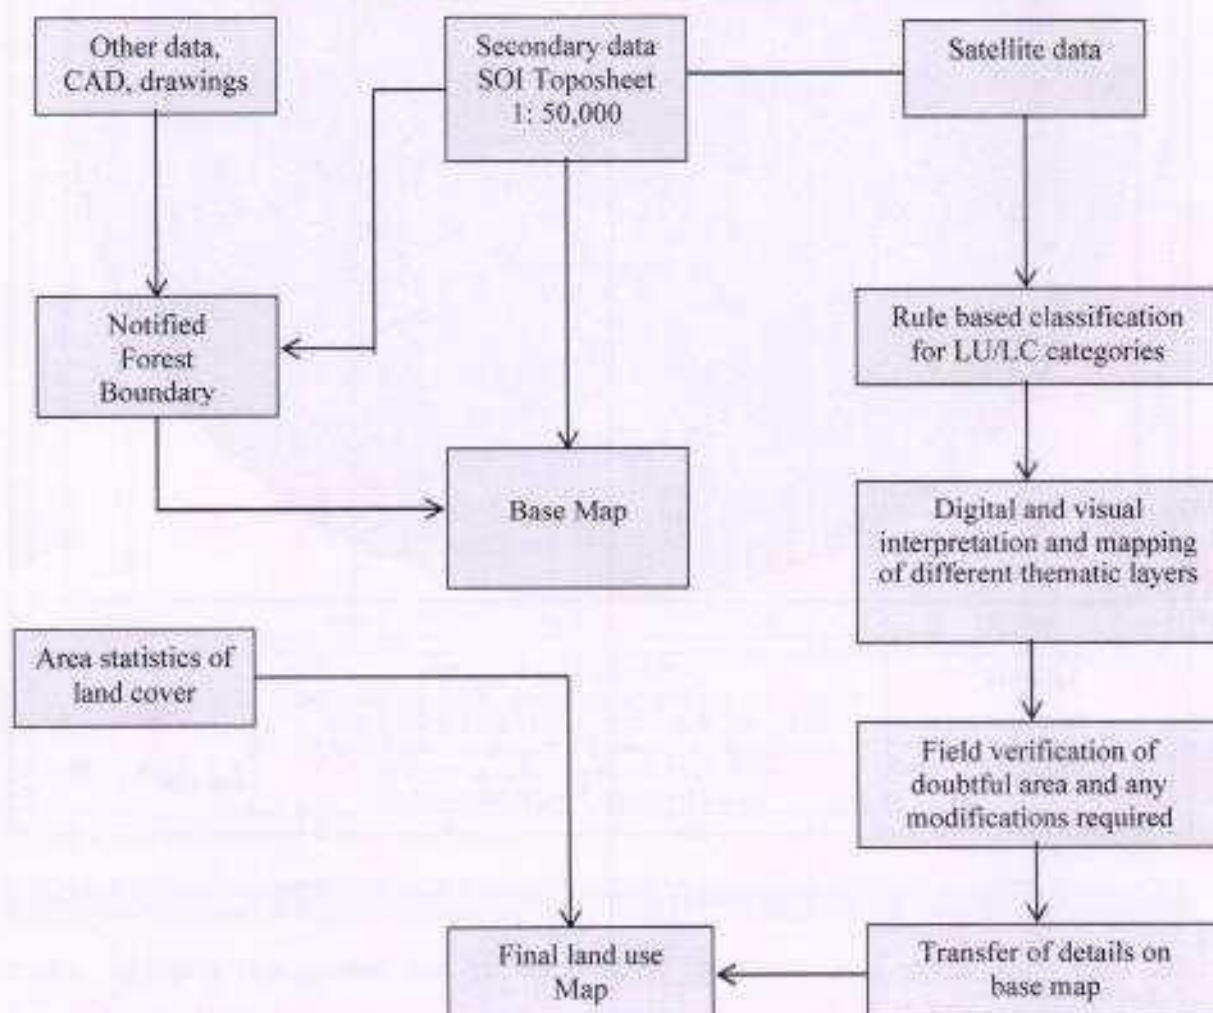 Other data,
CAD, drawings
Secondary data
SOI Toposheet
1: 50,000
Satellite data
Notified
Forest
Boundary
Rule based classification
for LU/LC categories
Base Map
Digital and visual
interpretation and mapping
of different thematic layers
Area statistics of
land cover
Field verification of
doubtful area and any
modifications required
Final land use
Map
Transfer of details on
base map